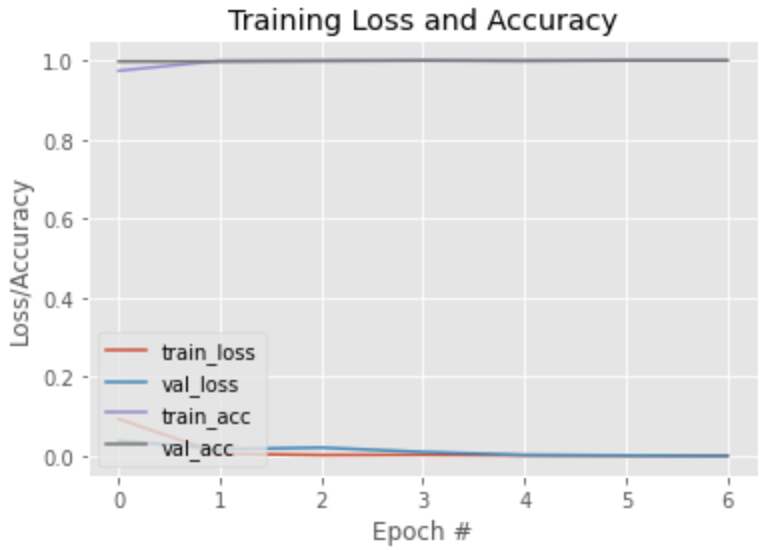 Training Loss and Accuracy
1.0
0.8
0.6
0.4
0.2
0.0
Loss/Accuracy
train_loss
val_loss
train_acc
val_acc
0 1 2 3 4 5 6
Epoch #